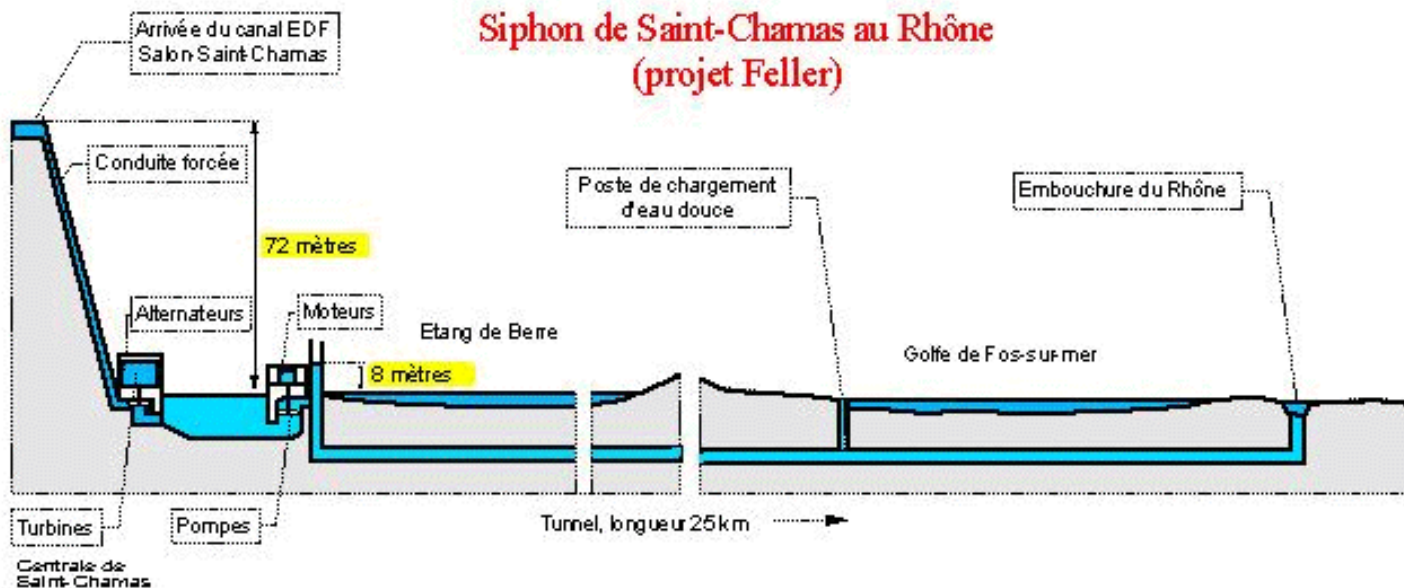 Siphon de Saint-Chamas au Rhône
(projet Feller)
Arrivée du canal EDF
Salon-Saint-Chamas
Conduite forcée
72 mètres
Poste de chargement
d'eau douce
Embouchure du Rhône
Alternateurs
Moteurs
Etang de Berre
8 mètres
Golfe de Fos-sur-mer
Turbines
Pompes
Tunnel, longueur 25 km
Centrale de
Saint-Chamas